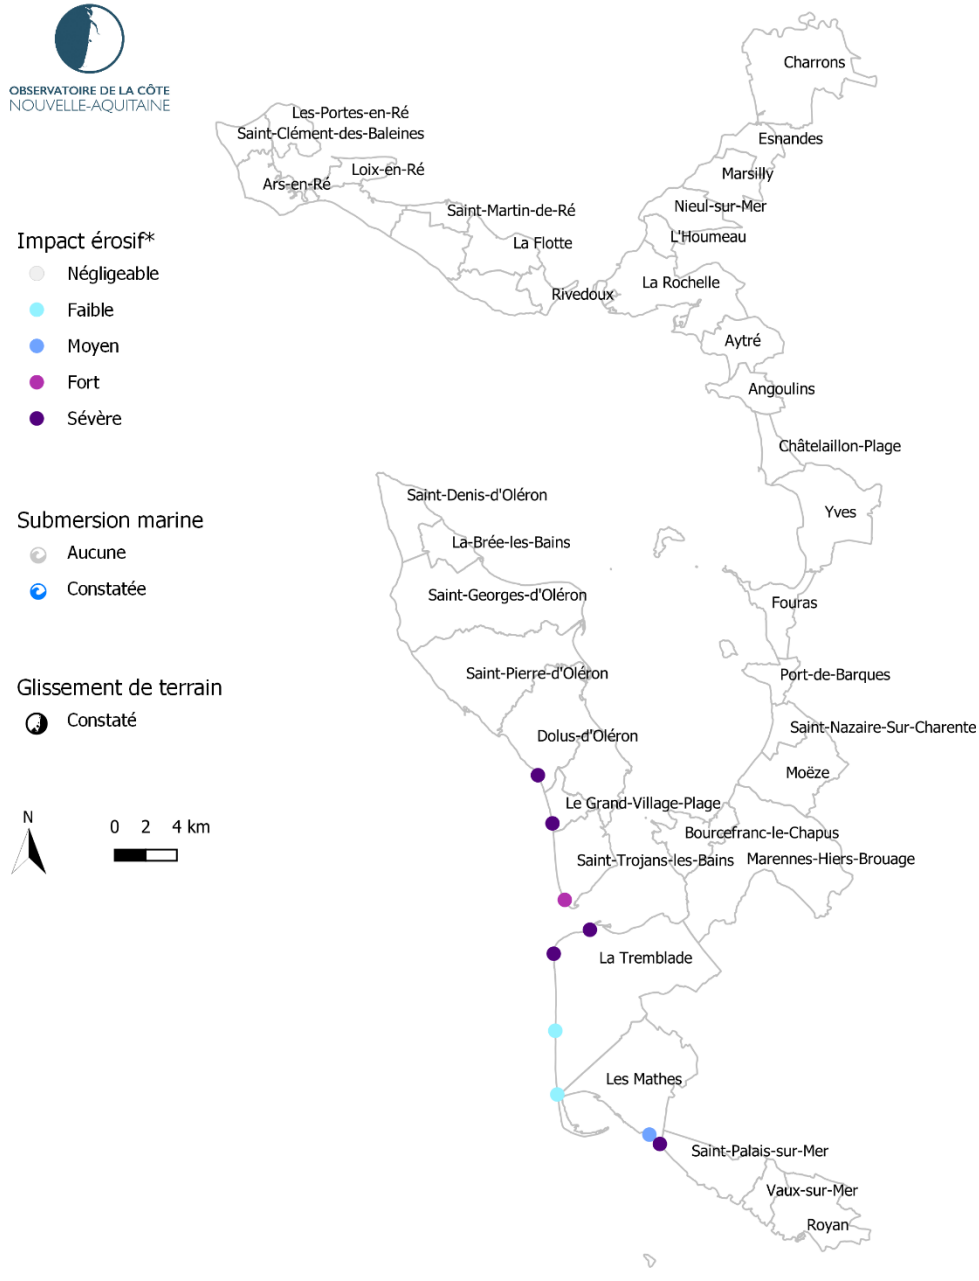 OBSERVATOIRE DE LA CÔTE
NOUVELLE-AQUITAINE
Charrons
Esnandes
Marsilly
Nieul-sur-Mer
L'Houmeau
La Rochelle
Les-Portes-en-Ré
Saint-Clément-des-Baleines
Loix-en-Ré
Ars-en-Ré
Saint-Martin-de-Ré
La Flotte
Rivedoux
Aytré
Angoulins
Châtelaillon-Plage
Yves
Fouras
Port-de-Barques
Saint-Nazaire-Sur-Charente
Moëze
Impact érosif*
Négligeable
Faible
Moyen
Fort
Sévère
Submersion marine
Aucune
Constatée
Glissement de terrain
Constaté
N
0 2 4 km
Saint-Denis-d'Oléron
La-Brée-les-Bains
Saint-Georges-d'Oléron
Saint-Pierre-d'Oléron
Dolus-d'Oléron
Le Grand-Village-Plage
Bourcefranc-le-Chapus
Saint-Trojans-les-Bains
Marennes-Hiers-Brouage
La Tremblade
Les Mathes
Saint-Palais-sur-Mer
Vaux-sur-Mer
Royan